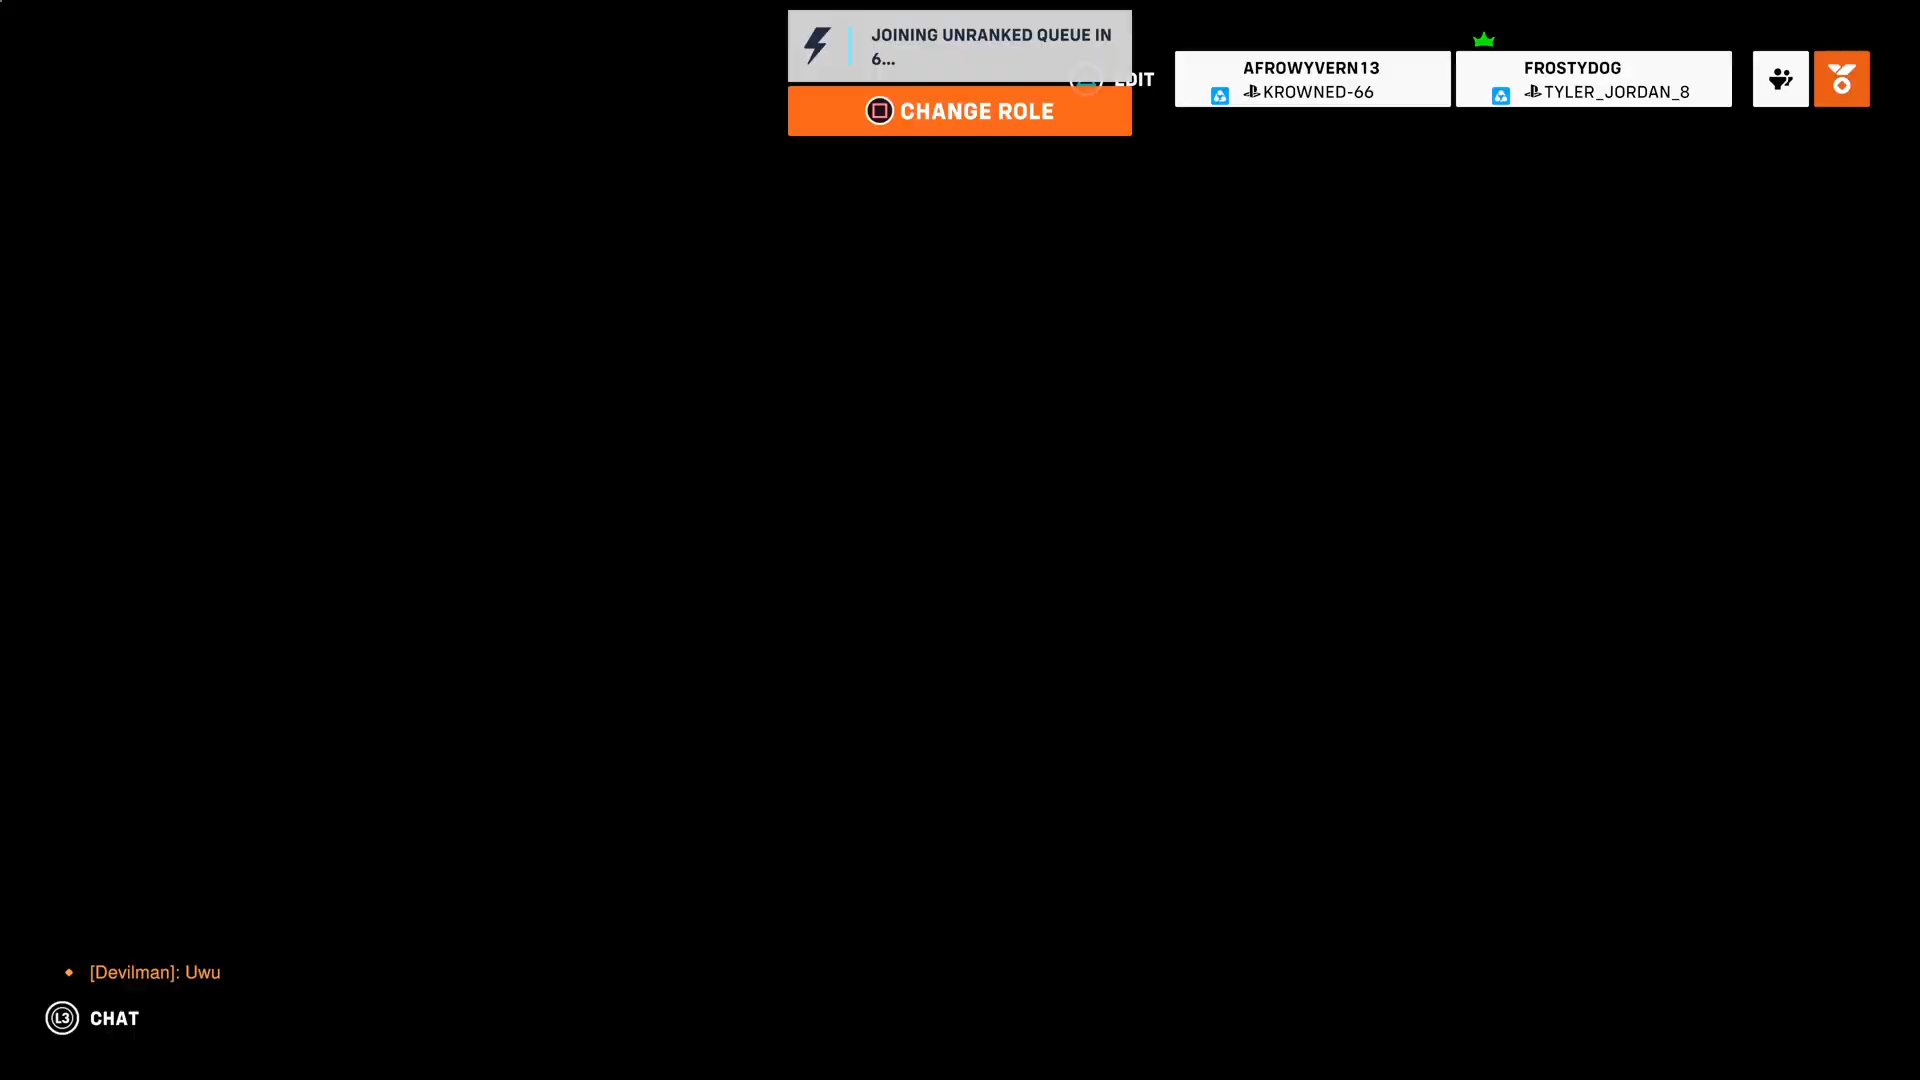 JOINING UNRANKED QUEUE IN
6...
EDIT
CHANGE ROLE
AFROWYVERN13
KROWNED-66
FROSTYDOG
TYLER_JORDAN_8
[Devilman]: Uwu
L3 CHAT